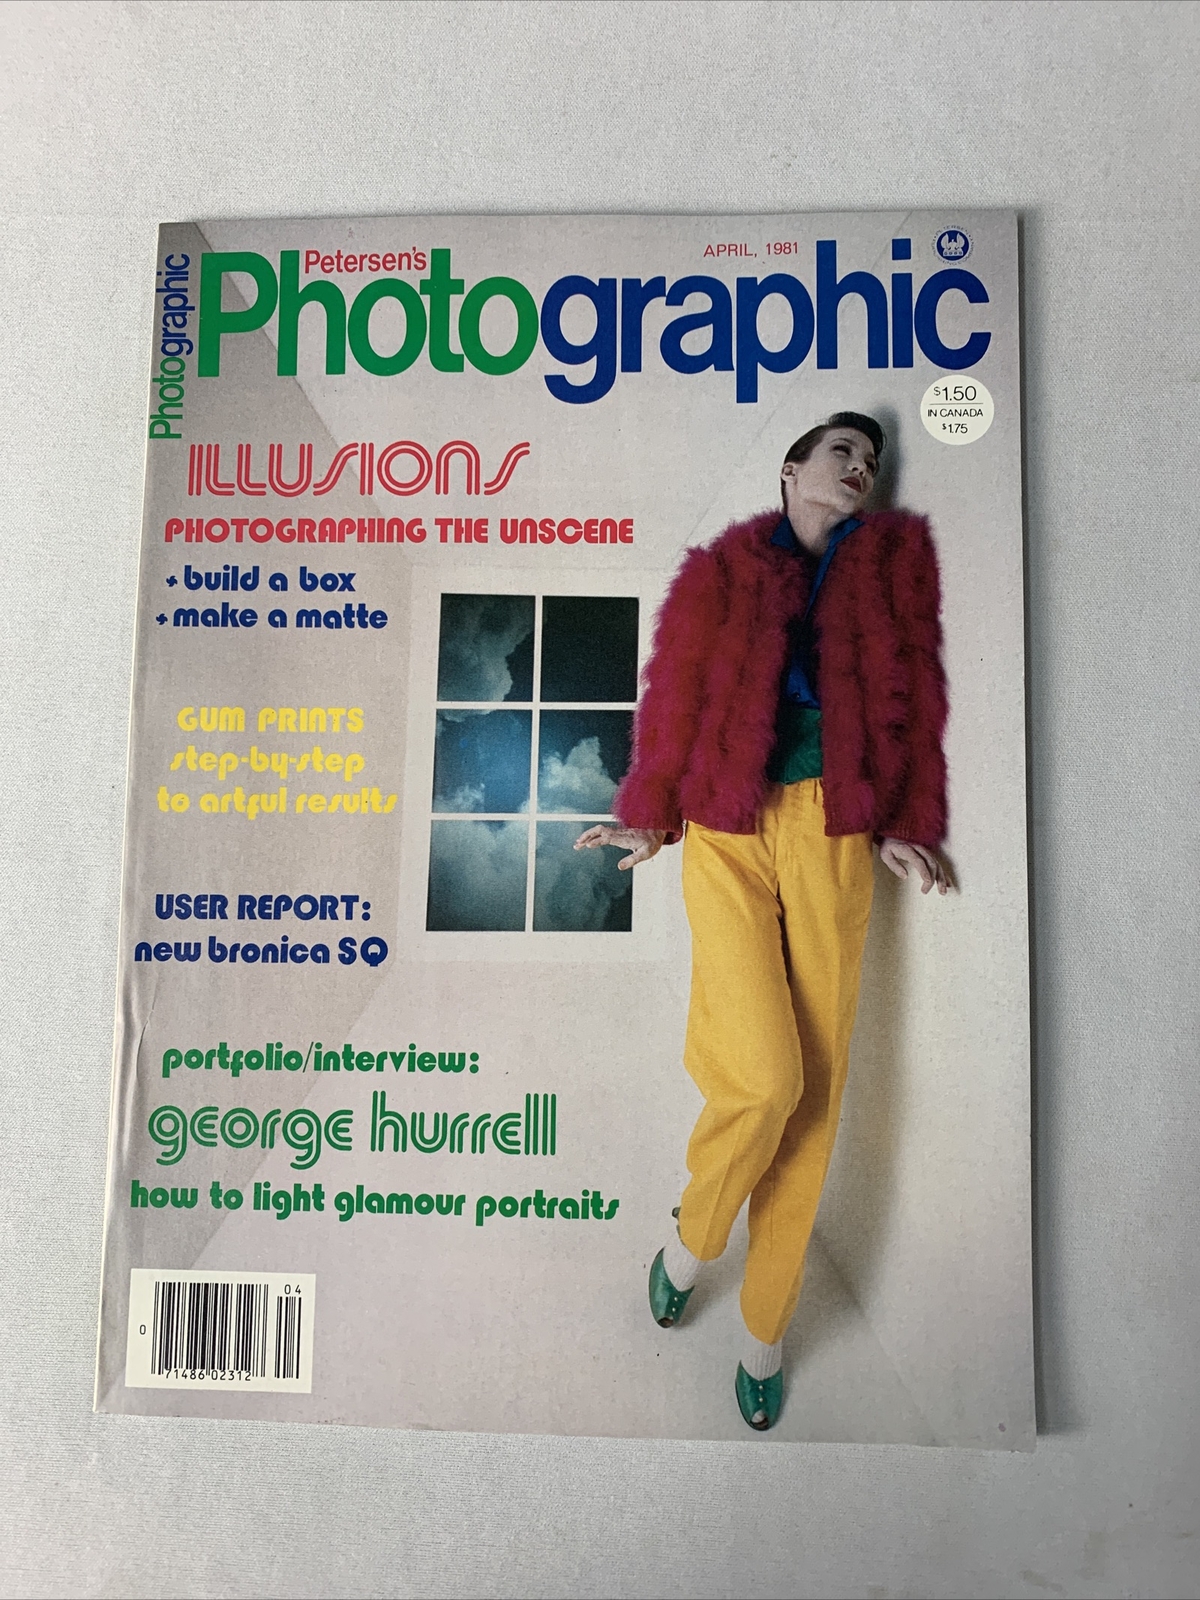 Petersen's
APRIL, 1981
Photographic
Photographic
$1.50
IN CANADA
$1.75
ILLUSIONS
PHOTOGRAPHING THE UNSCENE
build a box
make a matte
GUM PRINTS
step-by-step
to artful results
USER REPORT:
new bronica SQ
portfolio/interview:
george hurrell
how to light glamour portraits
04
0
71486 02312